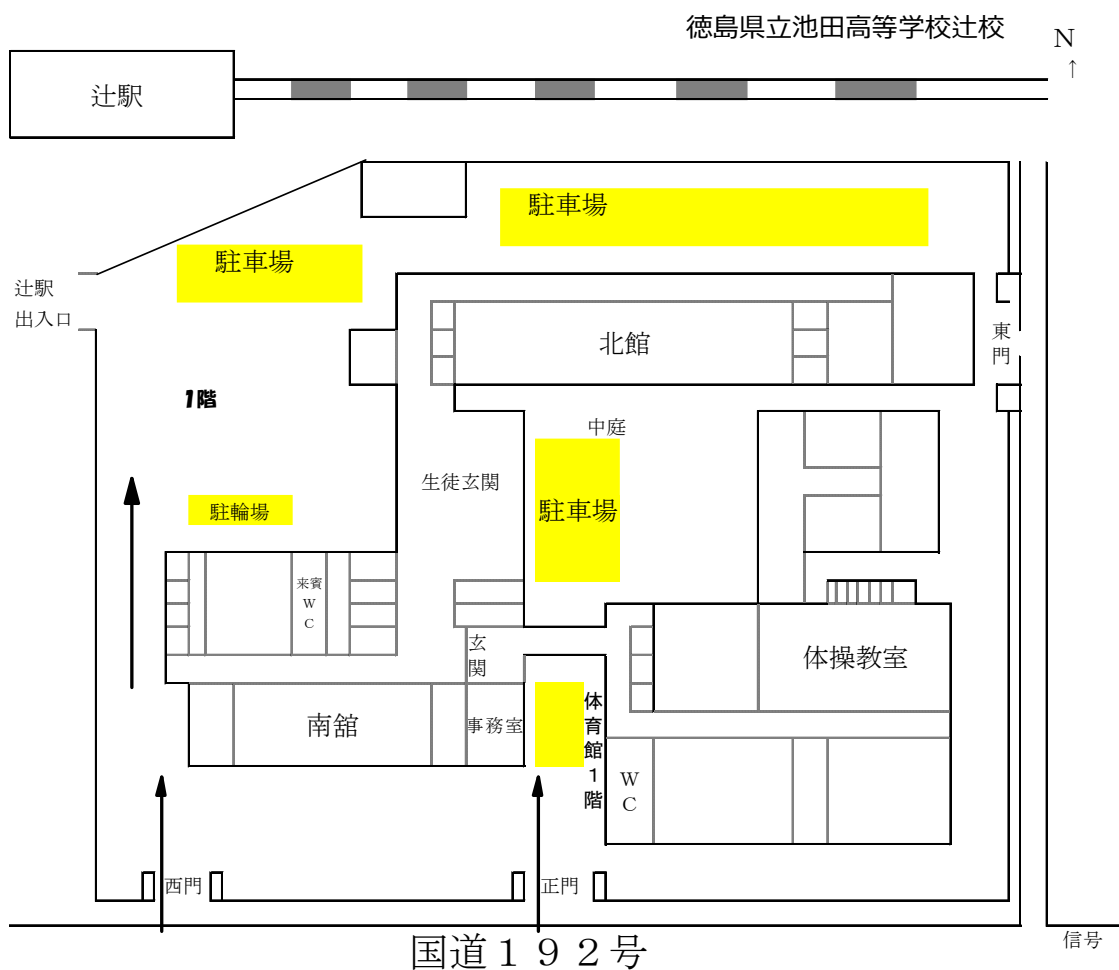 徳島県立池田高等学校辻校
N
↑
辻駅
駐車場
駐車場
辻駅
出入口
北館
東門
1階
中庭
生徒玄関
駐車場
駐輪場
来賓WC
玄関
体操教室
南舘
事務室
体育館1階
WC
西門
正門
国道192号
信号